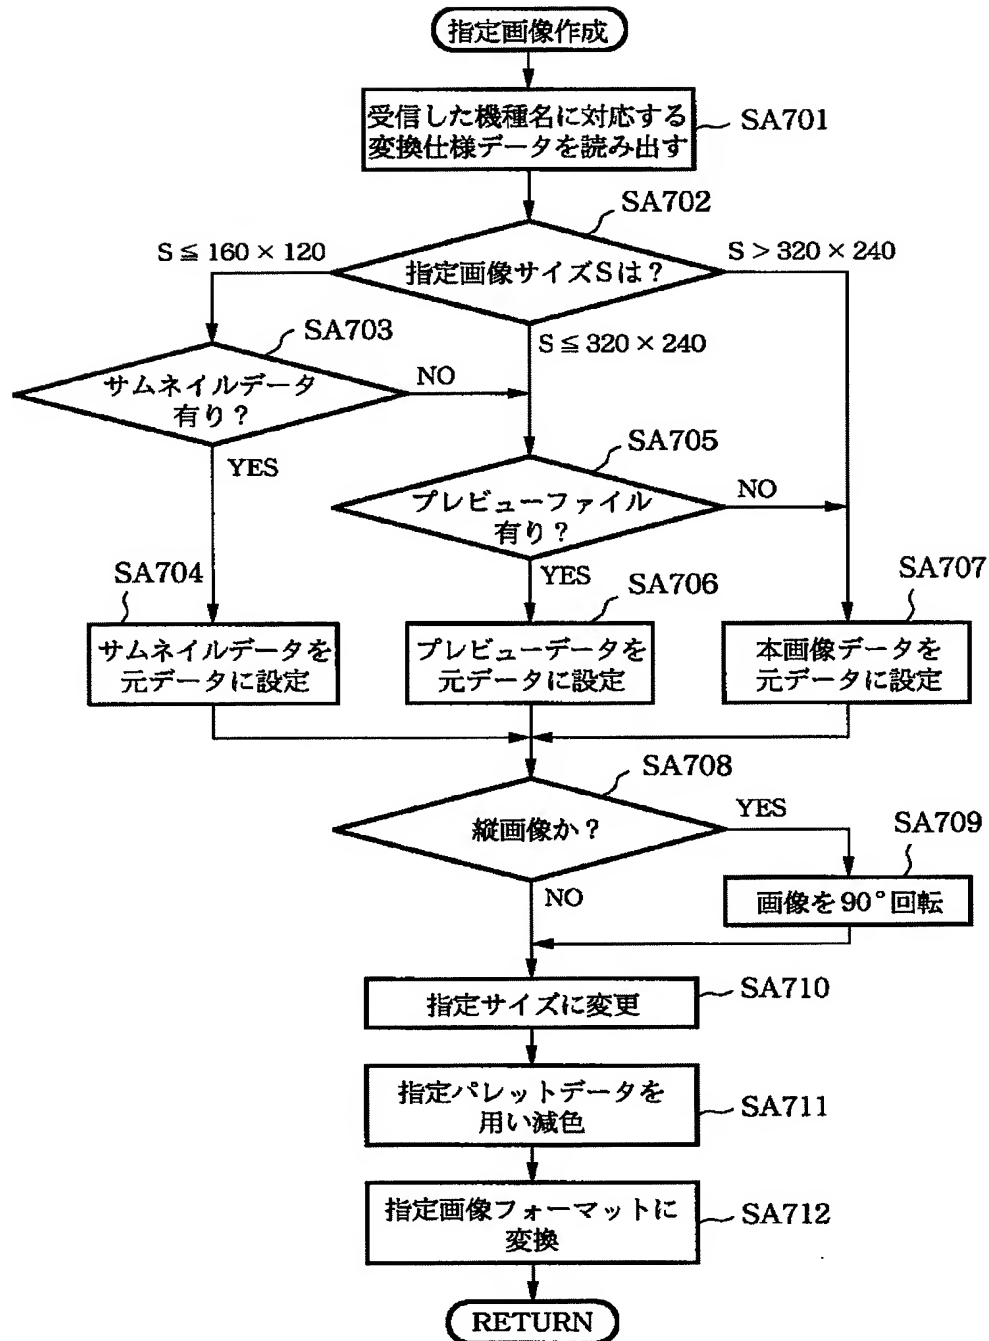 指定画像作成
受信した機種名に対応する
変換仕様データを読み出す
SA701
SA702
S≦160×120
指定画像サイズSは？
S＞320×240
SA703
S≦320×240
サムネイルデータ
有り？
NO
YES
SA705
プレビューファイル
有り？
NO
YES
SA704
サムネイルデータを
元データに設定
SA706
プレビューデータを
元データに設定
SA707
本画像データを
元データに設定
SA708
縦画像か？
YES
NO
SA709
画像を90°回転
指定サイズに変更
SA710
指定パレットデータを
用い減色
SA711
指定画像フォーマットに
変換
SA712
RETURN